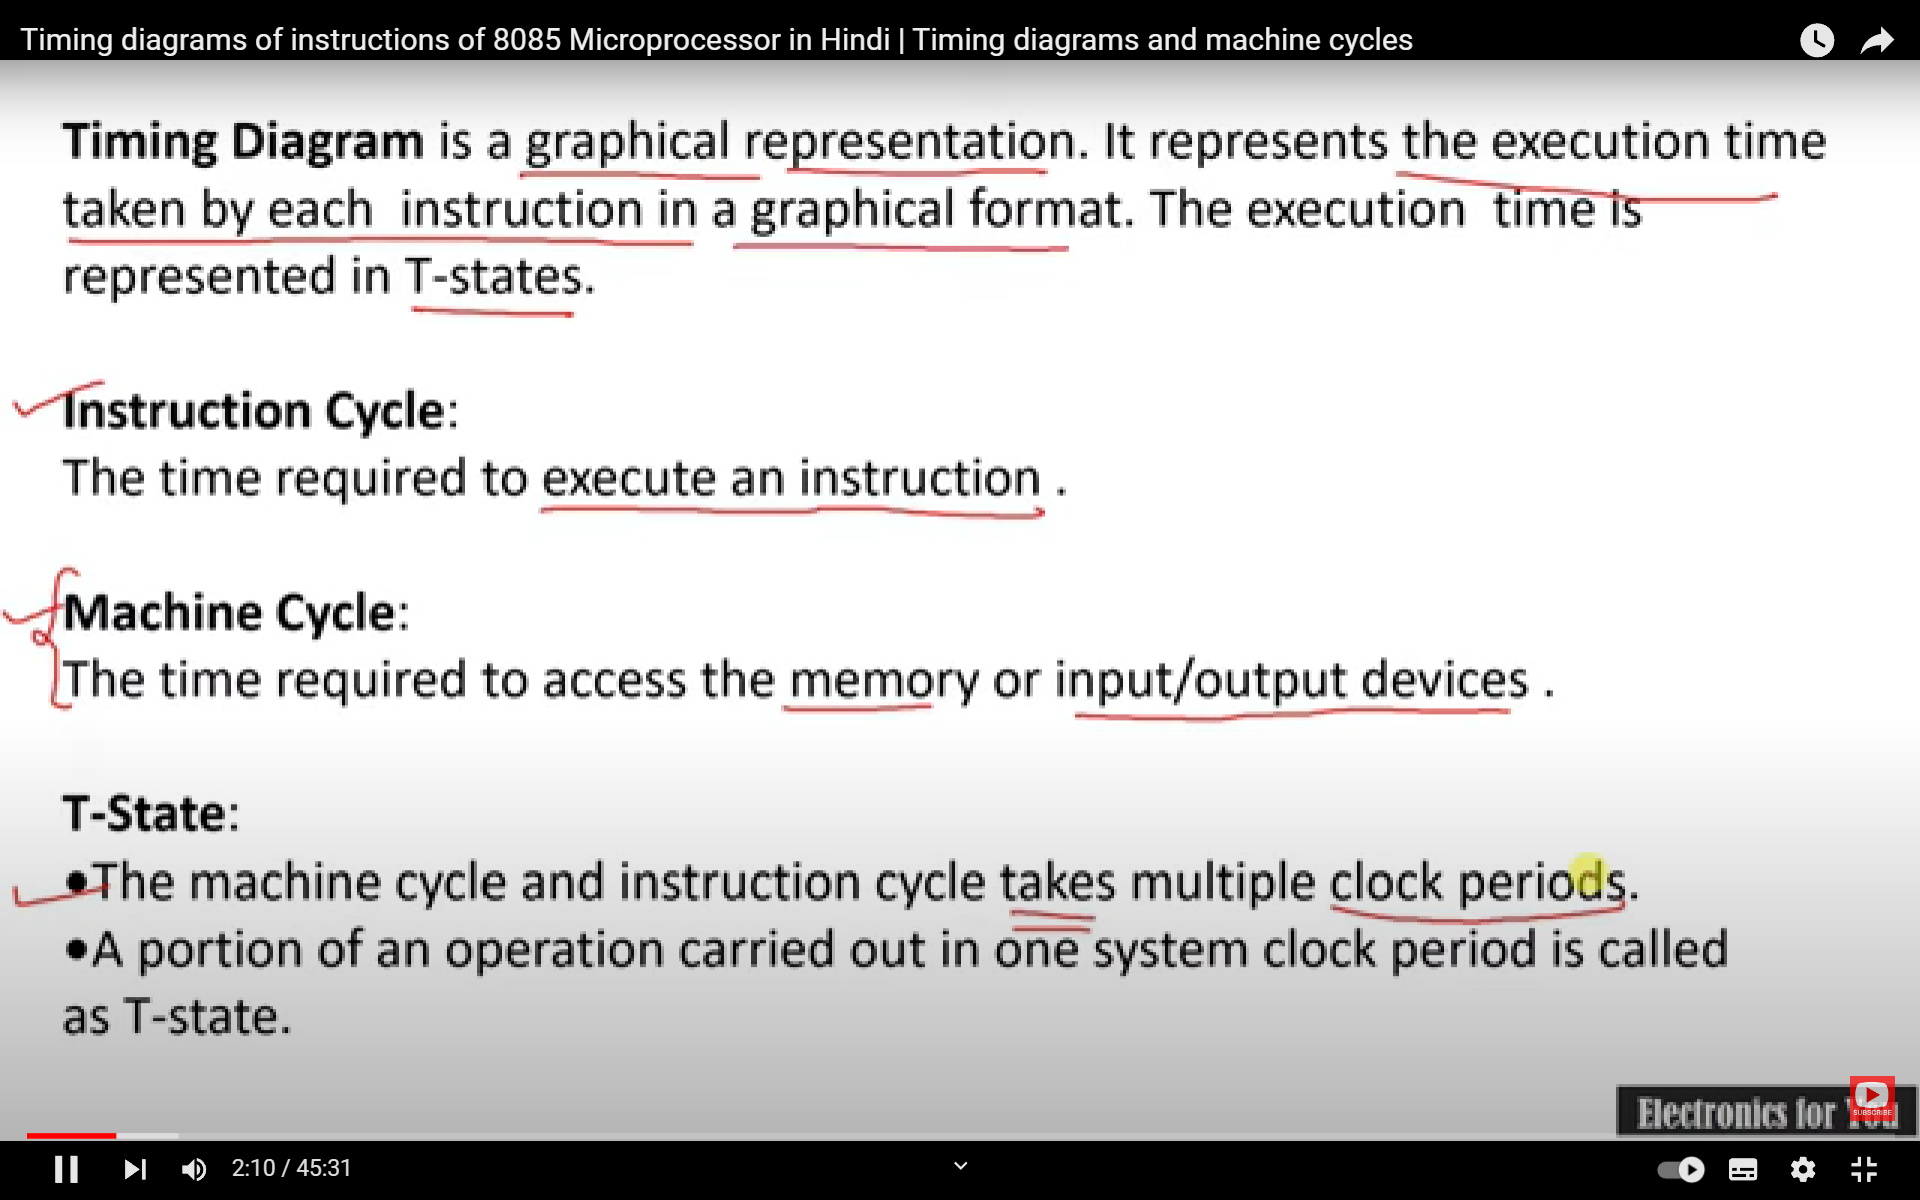 Timing diagrams of instructions of 8085 Microprocessor in Hindi | Timing diagrams and machine cycles
Timing Diagram is a graphical representation. It represents the execution time
taken by each instruction in a graphical format. The execution time is
represented in T-states.
Instruction Cycle:
The time required to execute an instruction .
Machine Cycle:
The time required to access the memory or input/output devices .
T-State:
•The machine cycle and instruction cycle takes multiple clock periods.
•A portion of an operation carried out in one system clock period is called
as T-state.
Electronics for You
SUBSCRIBE
2:10 / 45:31